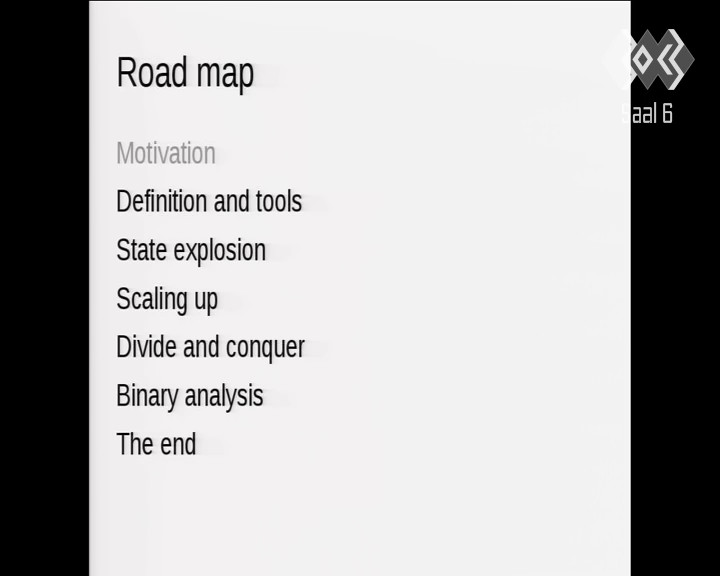 Road map
Saal 6
Motivation
Definition and tools
State explosion
Scaling up
Divide and conquer
Binary analysis
The end